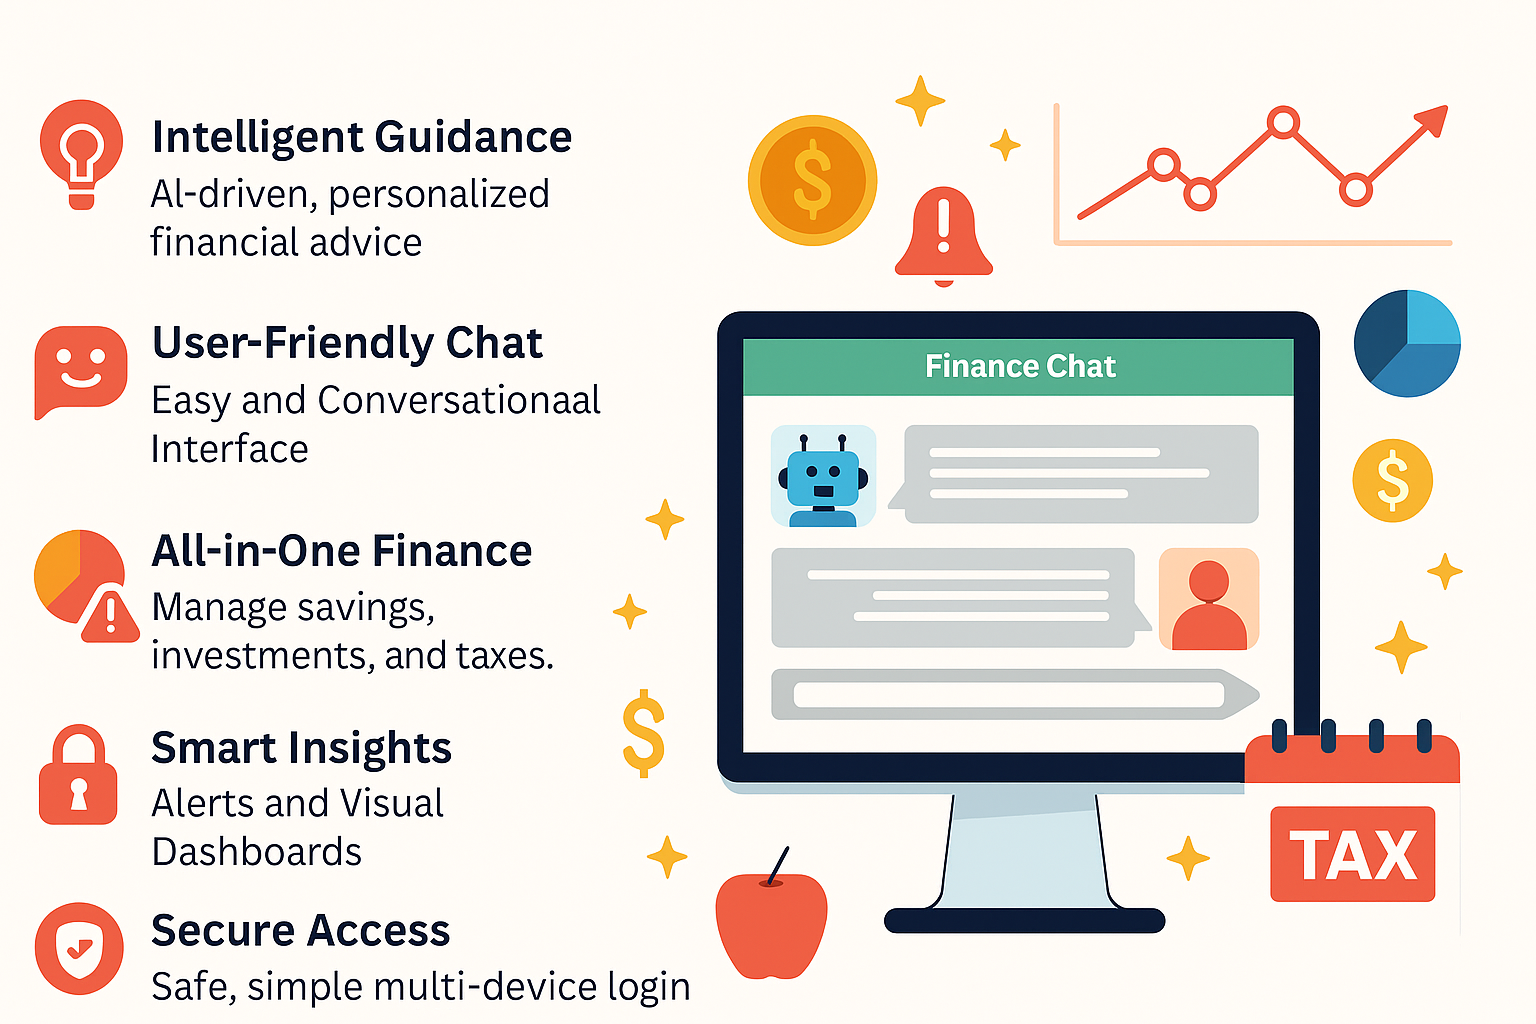 Intelligent Guidance
AI-driven, personalized
financial advice
User-Friendly Chat
Easy and Conversationaal
Interface
All-in-One Finance
Manage savings,
investments, and taxes.
Smart Insights
Alerts and Visual
Dashboards
Secure Access
Safe, simple multi-device login
$
Finance Chat
$
$
TAX